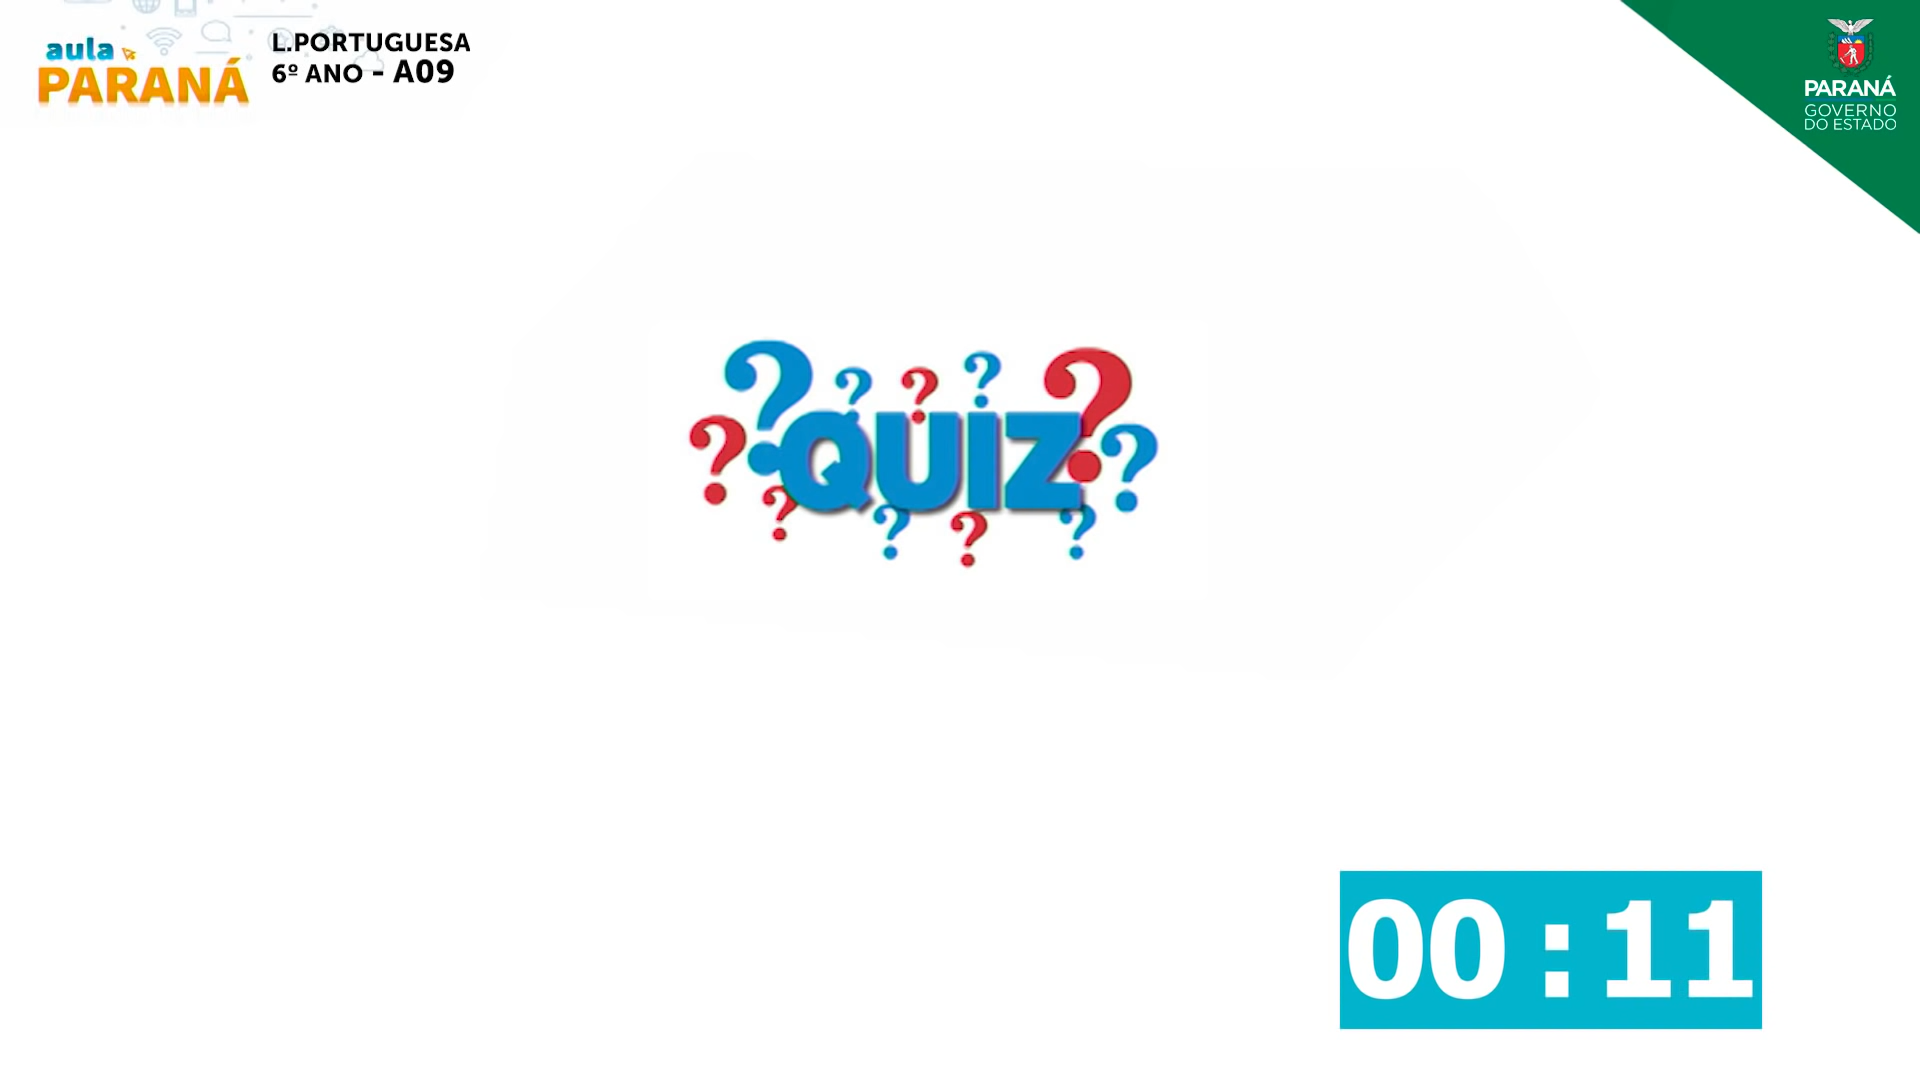 aula
PARANÁ
L.PORTUGUESA
6º ANO - A09
PARANÁ
GOVERNO
DO ESTADO
? ? ? ? ?
? QUIZ ?
? ? ? ?
00:11